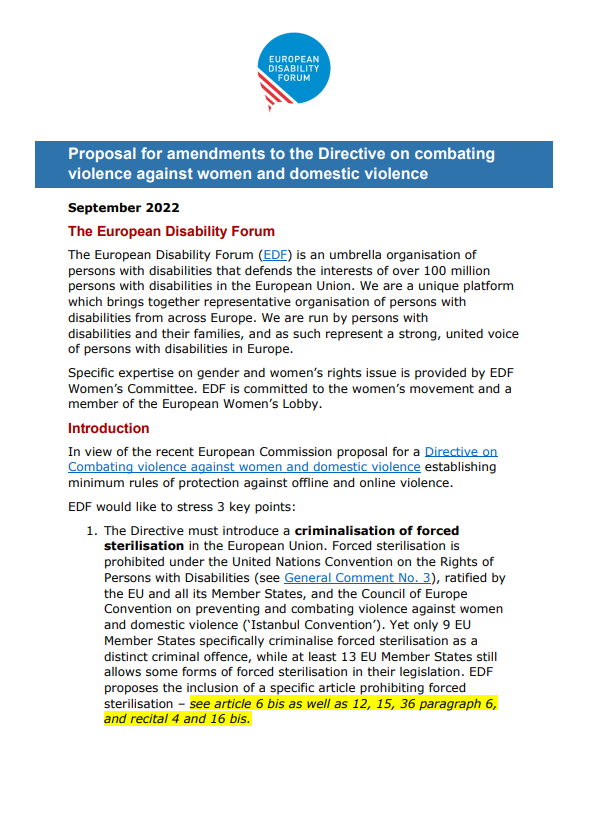 EUROPEAN
DISABILITY
FORUM
Proposal for amendments to the Directive on combating
violence against women and domestic violence
September 2022
The European Disability Forum
The European Disability Forum (EDF) is an umbrella organisation of
persons with disabilities that defends the interests of over 100 million
persons with disabilities in the European Union. We are a unique platform
which brings together representative organisation of persons with
disabilities from across Europe. We are run by persons with
disabilities and their families, and as such represent a strong, united voice
of persons with disabilities in Europe.
Specific expertise on gender and women’s rights issue is provided by EDF
Women’s Committee. EDF is committed to the women’s movement and a
member of the European Women’s Lobby.
Introduction
In view of the recent European Commission proposal for a Directive on
Combating violence against women and domestic violence establishing
minimum rules of protection against offline and online violence.
EDF would like to stress 3 key points:
1. The Directive must introduce a criminalisation of forced
sterilisation in the European Union. Forced sterilisation is
prohibited under the United Nations Convention on the Rights of
Persons with Disabilities (see General Comment No. 3), ratified by
the EU and all its Member States, and the Council of Europe
Convention on preventing and combating violence against women
and domestic violence (‘Istanbul Convention’). Yet only 9 EU
Member States specifically criminalise forced sterilisation as a
distinct criminal offence, while at least 13 EU Member States still
allows some forms of forced sterilisation in their legislation. EDF
proposes the inclusion of a specific article prohibiting forced
sterilisation – see article 6 bis as well as 12, 15, 36 paragraph 6,
and recital 4 and 16 bis.